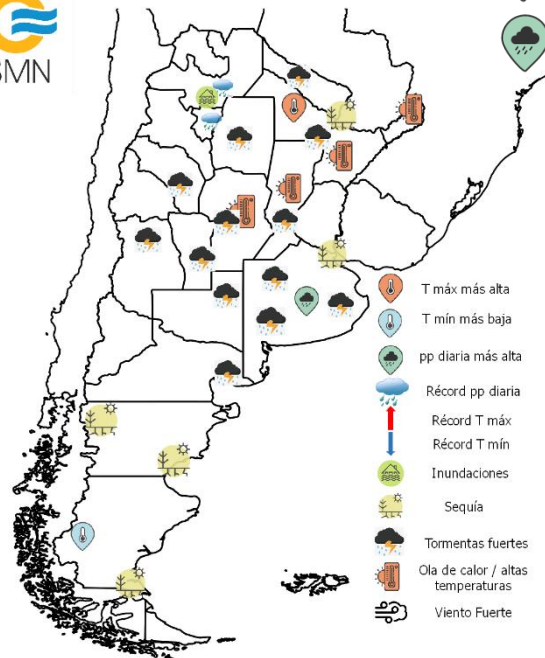 SMN
T máx más alta
T mín más baja
pp diaria más alta
Récord pp diaria
Récord T máx
Récord T mín
Inundaciones
Sequía
Tormentas fuertes
Ola de calor / altas
temperaturas
Viento Fuerte